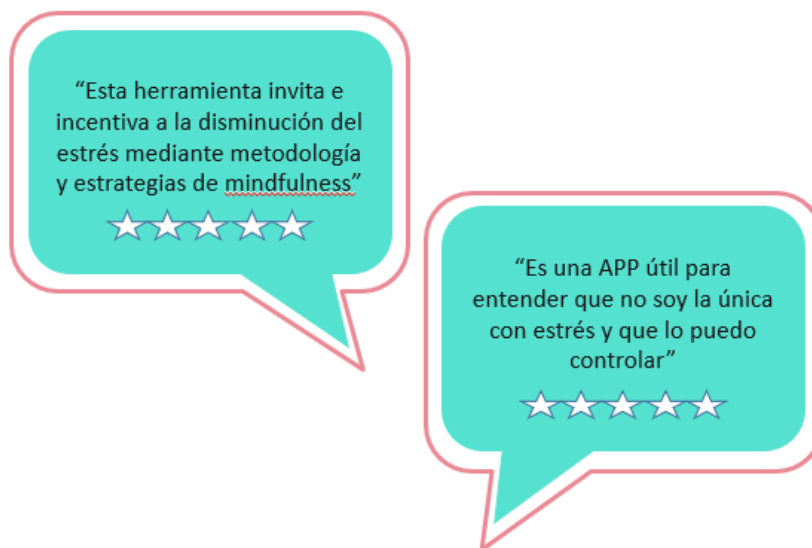 “Esta herramienta invita e
incentiva a la disminución del
estrés mediante metodología
y estrategias de mindfulness”
“Es una APP útil para
entender que no soy la única
con estrés y que lo puedo
controlar”